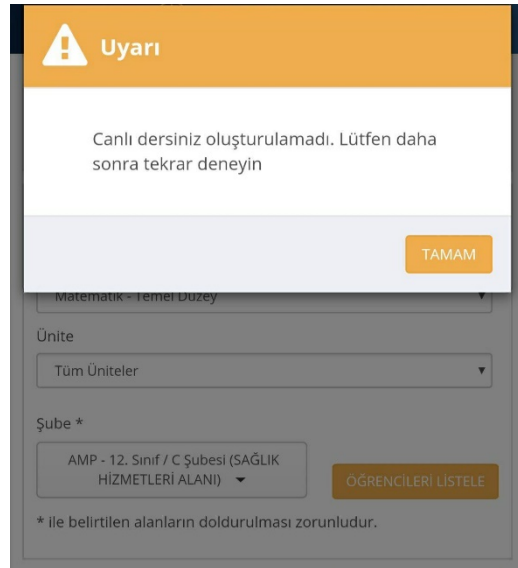 Uyarı
Canlı dersiniz oluşturulamadı. Lütfen daha
sonra tekrar deneyin
TAMAM
Matematik - Temel Düzey
Ünite
Tüm Üniteler
Şube *
AMP - 12. Sınıf / C Şubesi (SAĞLIK
HİZMETLERİ ALANI)
ÖĞRENCİLERİ LİSTELE
* ile belirtilen alanların doldurulması zorunludur.